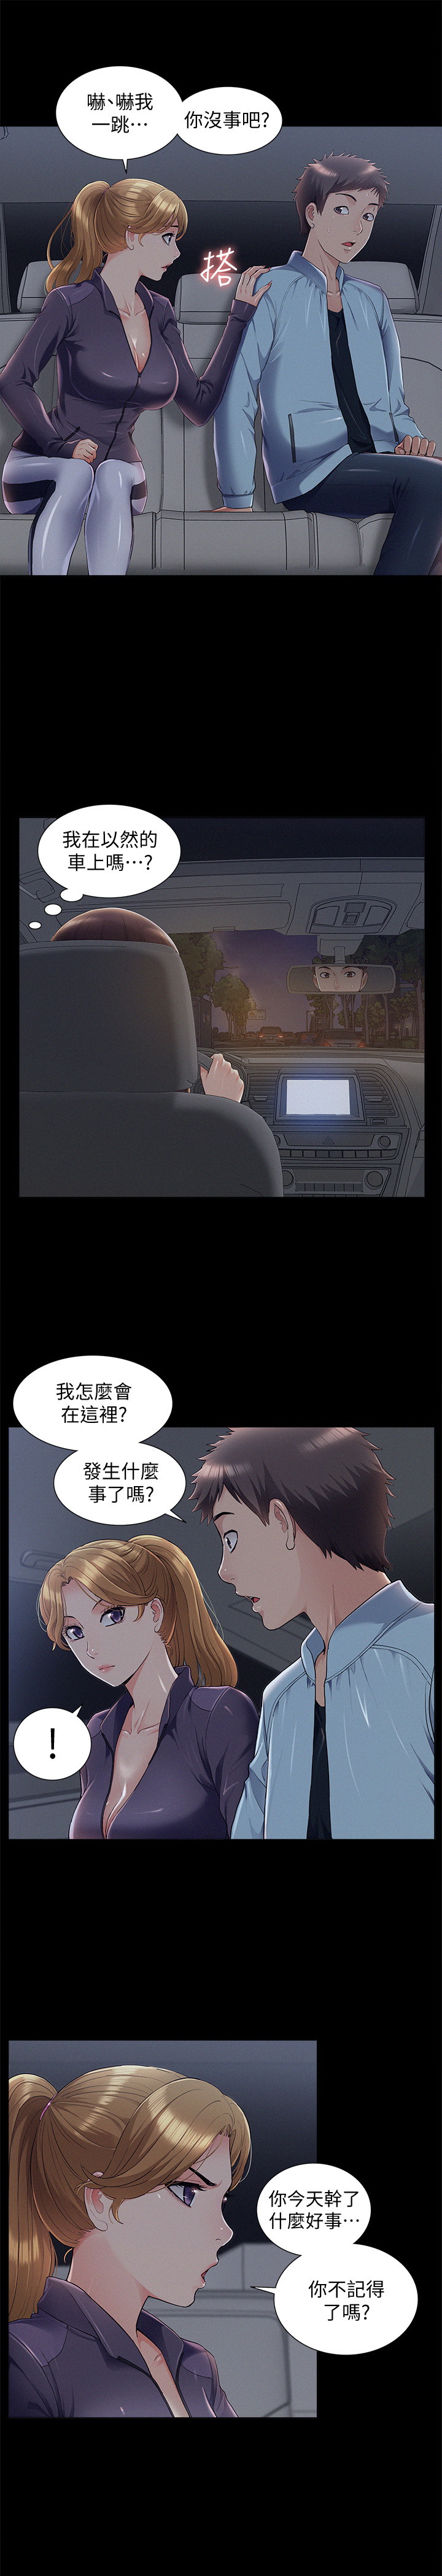 嚇、嚇我
一跳⋯
你沒事吧?
搭
我在以然的
車上嗎⋯?
我怎麼會
在這裡?
發生什麼
事了嗎?
!
你今天幹了
什麼好事⋯
你不記得
了嗎?